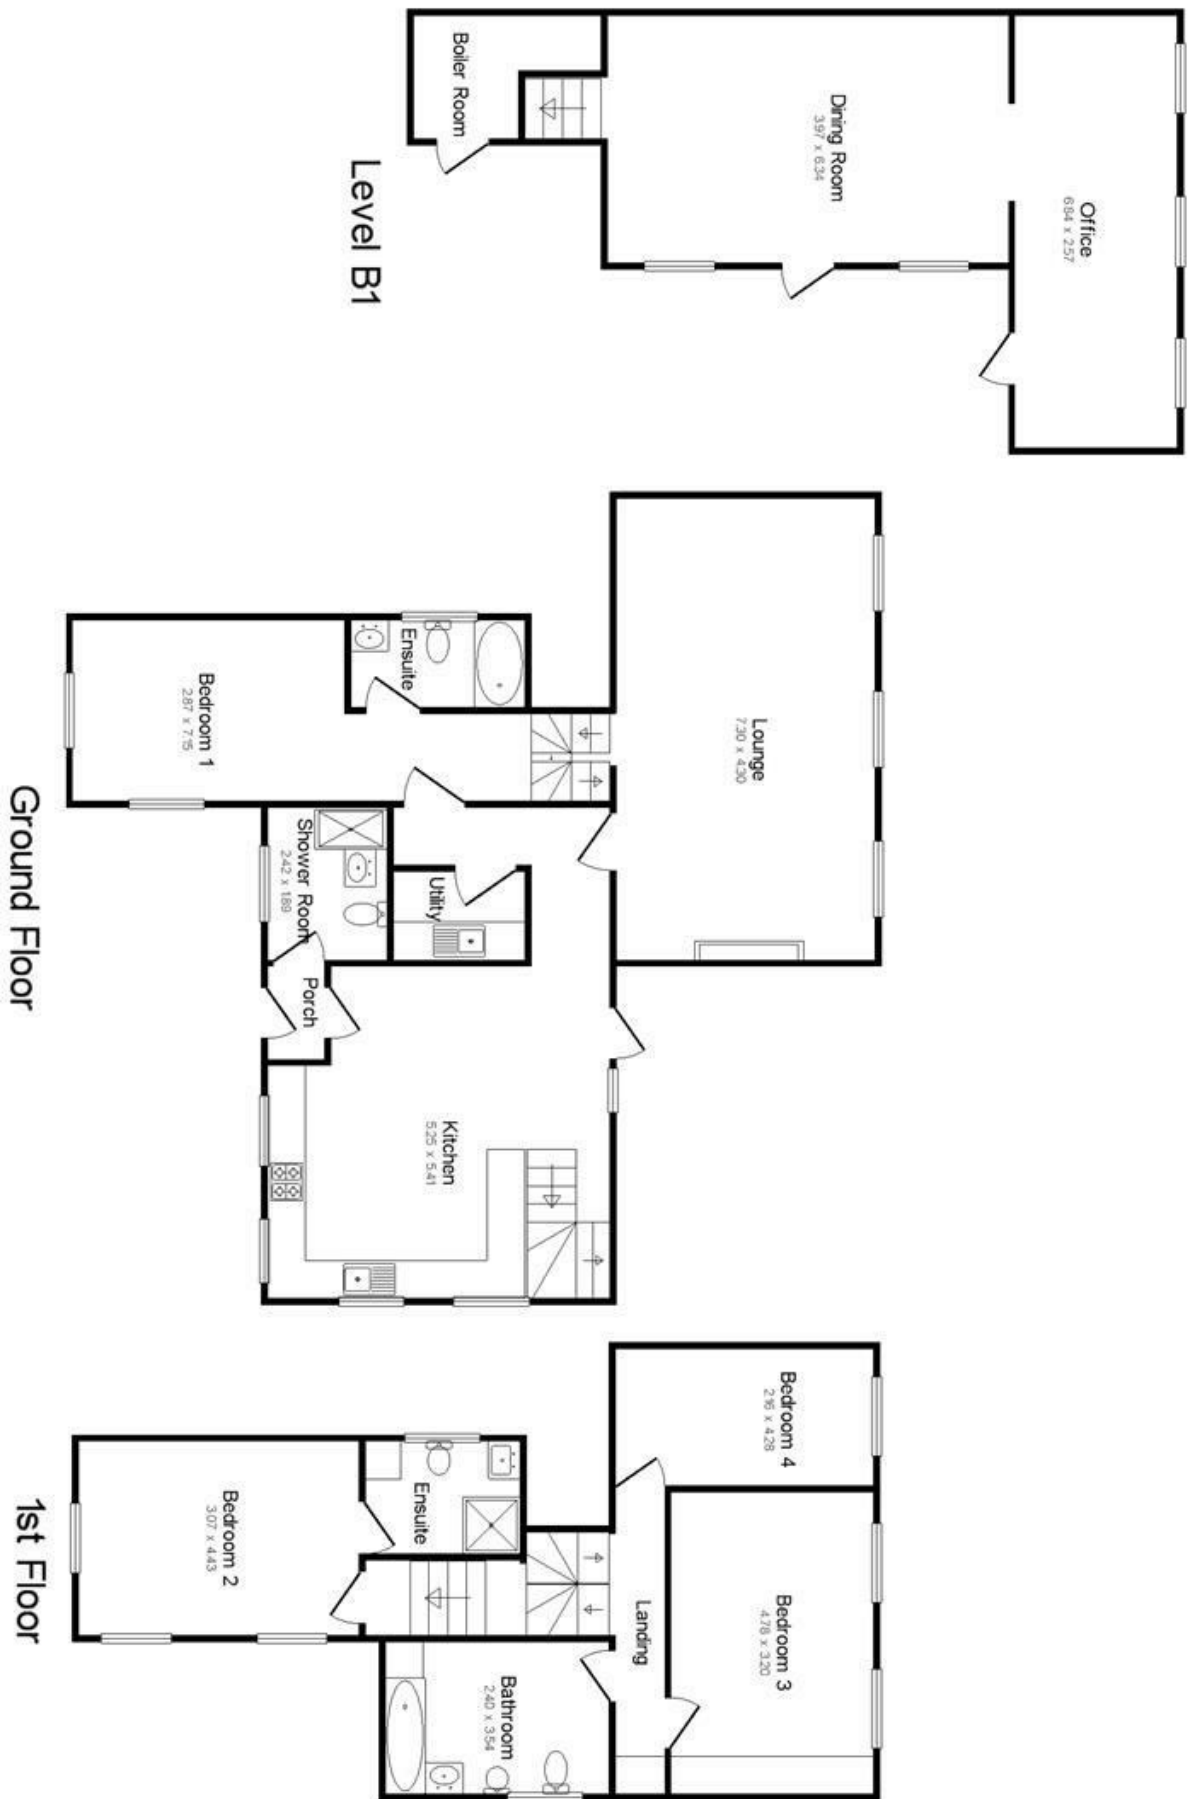 Office
6.84 x 2.57
Dining Room
3.97 x 6.34
Boiler Room
Level B1
Lounge
7.30 x 4.30
Ensuite
Bedroom 1
2.87 x 7.15
Utility
Shower Room
2.42 x 1.89
Porch
Kitchen
5.25 x 5.41
Ground Floor
Bedroom 4
2.16 x 4.28
Bedroom 3
4.78 x 3.20
Landing
Ensuite
Bedroom 2
3.07 x 4.43
Bathroom
2.40 x 3.54
1st Floor